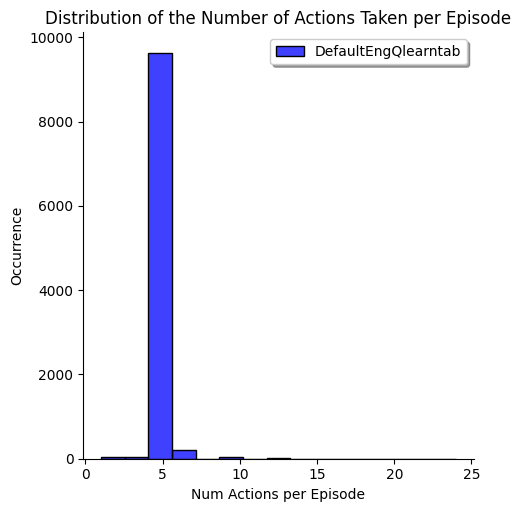 Distribution of the Number of Actions Taken per Episode
DefaultEngQlearntab
10000
8000
6000
4000
2000
0
Occurrence
0 5 10 15 20 25
Num Actions per Episode